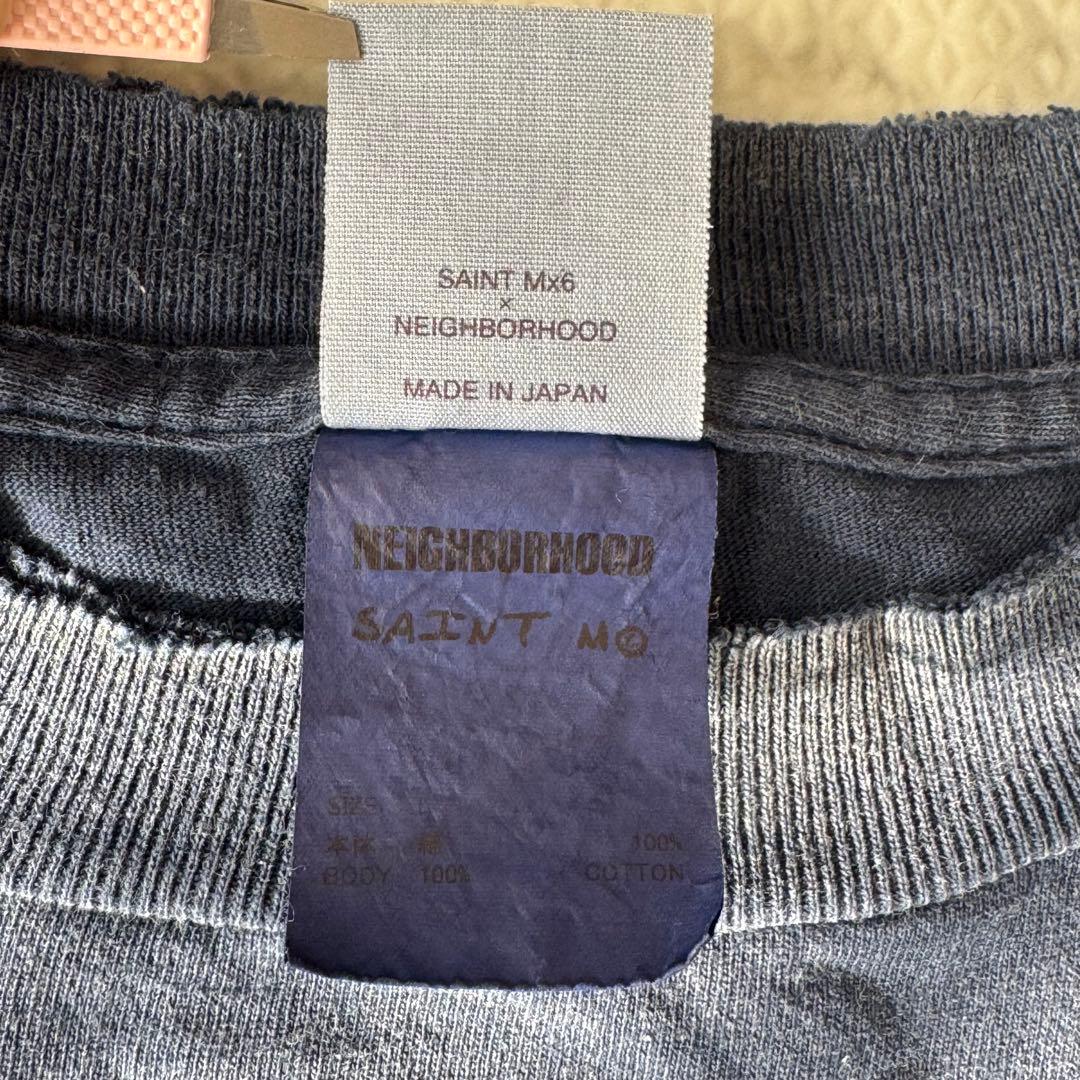 SAINT Mx6
×
NEIGHBORHOOD
MADE IN JAPAN
NEIGHBORHOOD
SAINT M©
SIZE
本体 綿 100%
BODY 100% COTTON